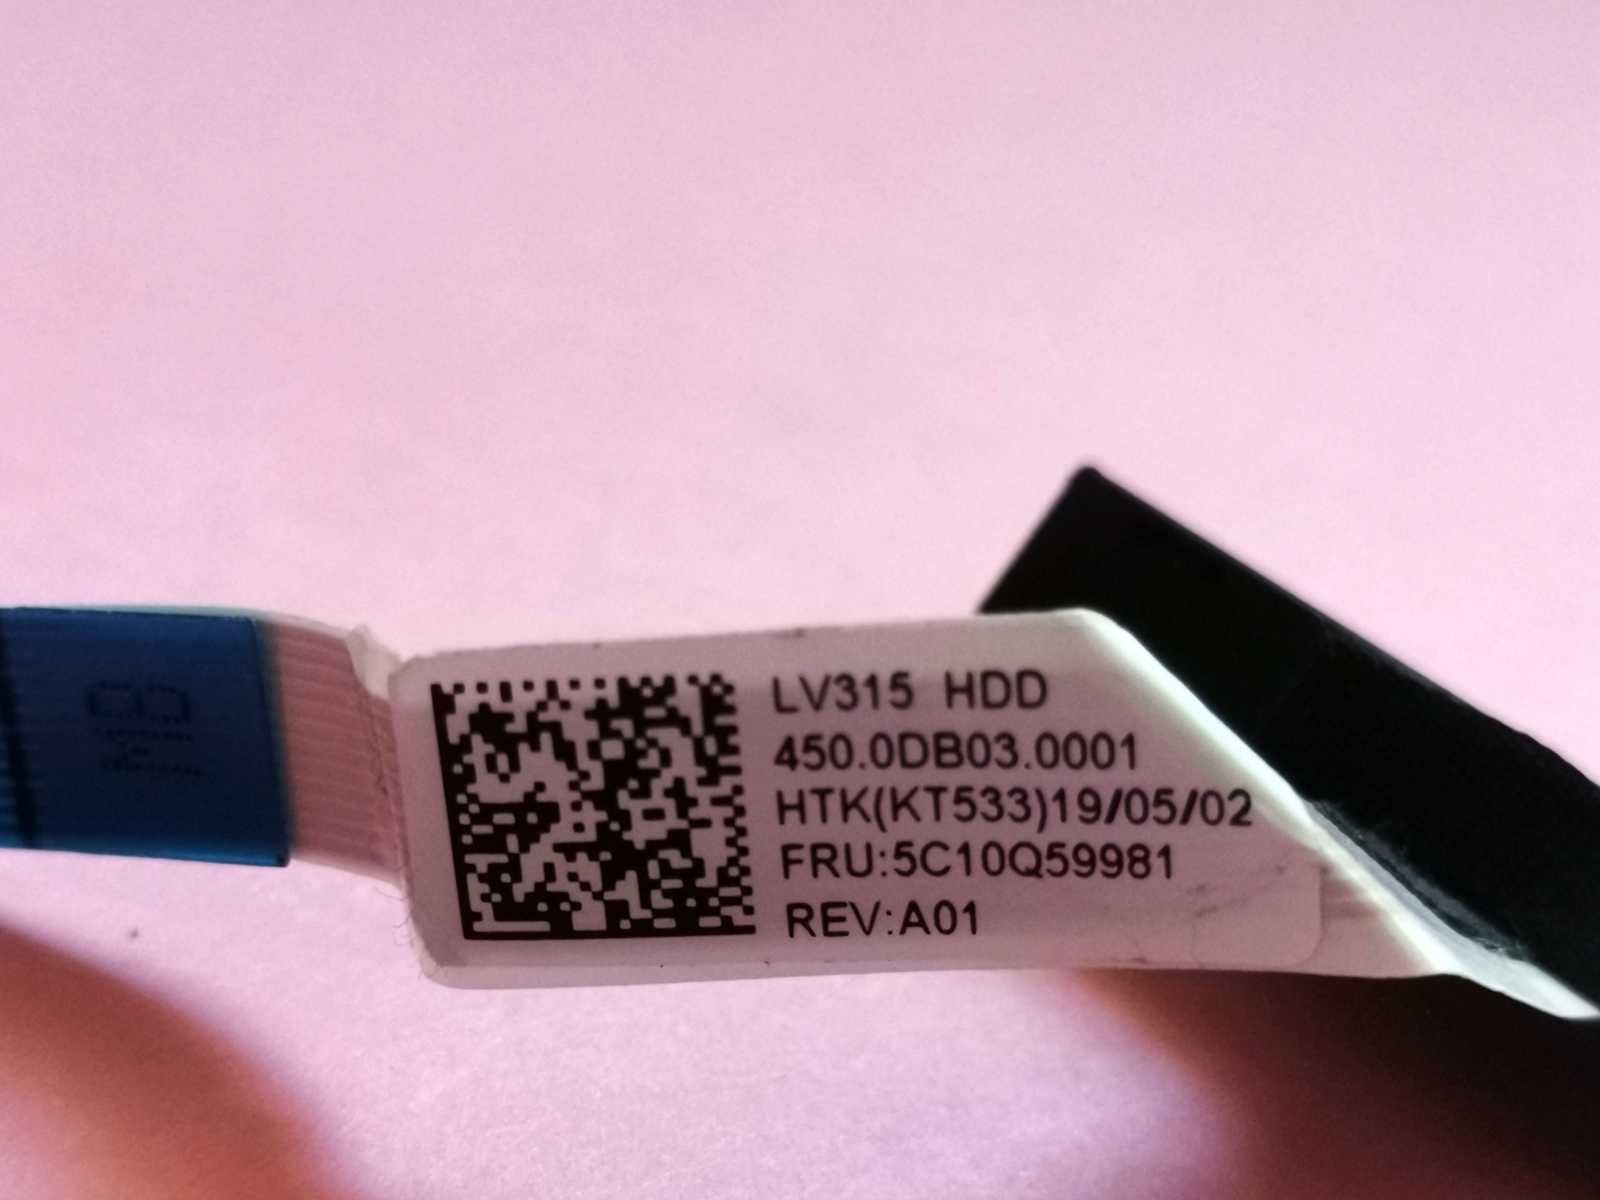 LV315 HDD
450.0DB03.0001
HTK(KT533)19/05/02
FRU:5C10Q59981
REV:A01